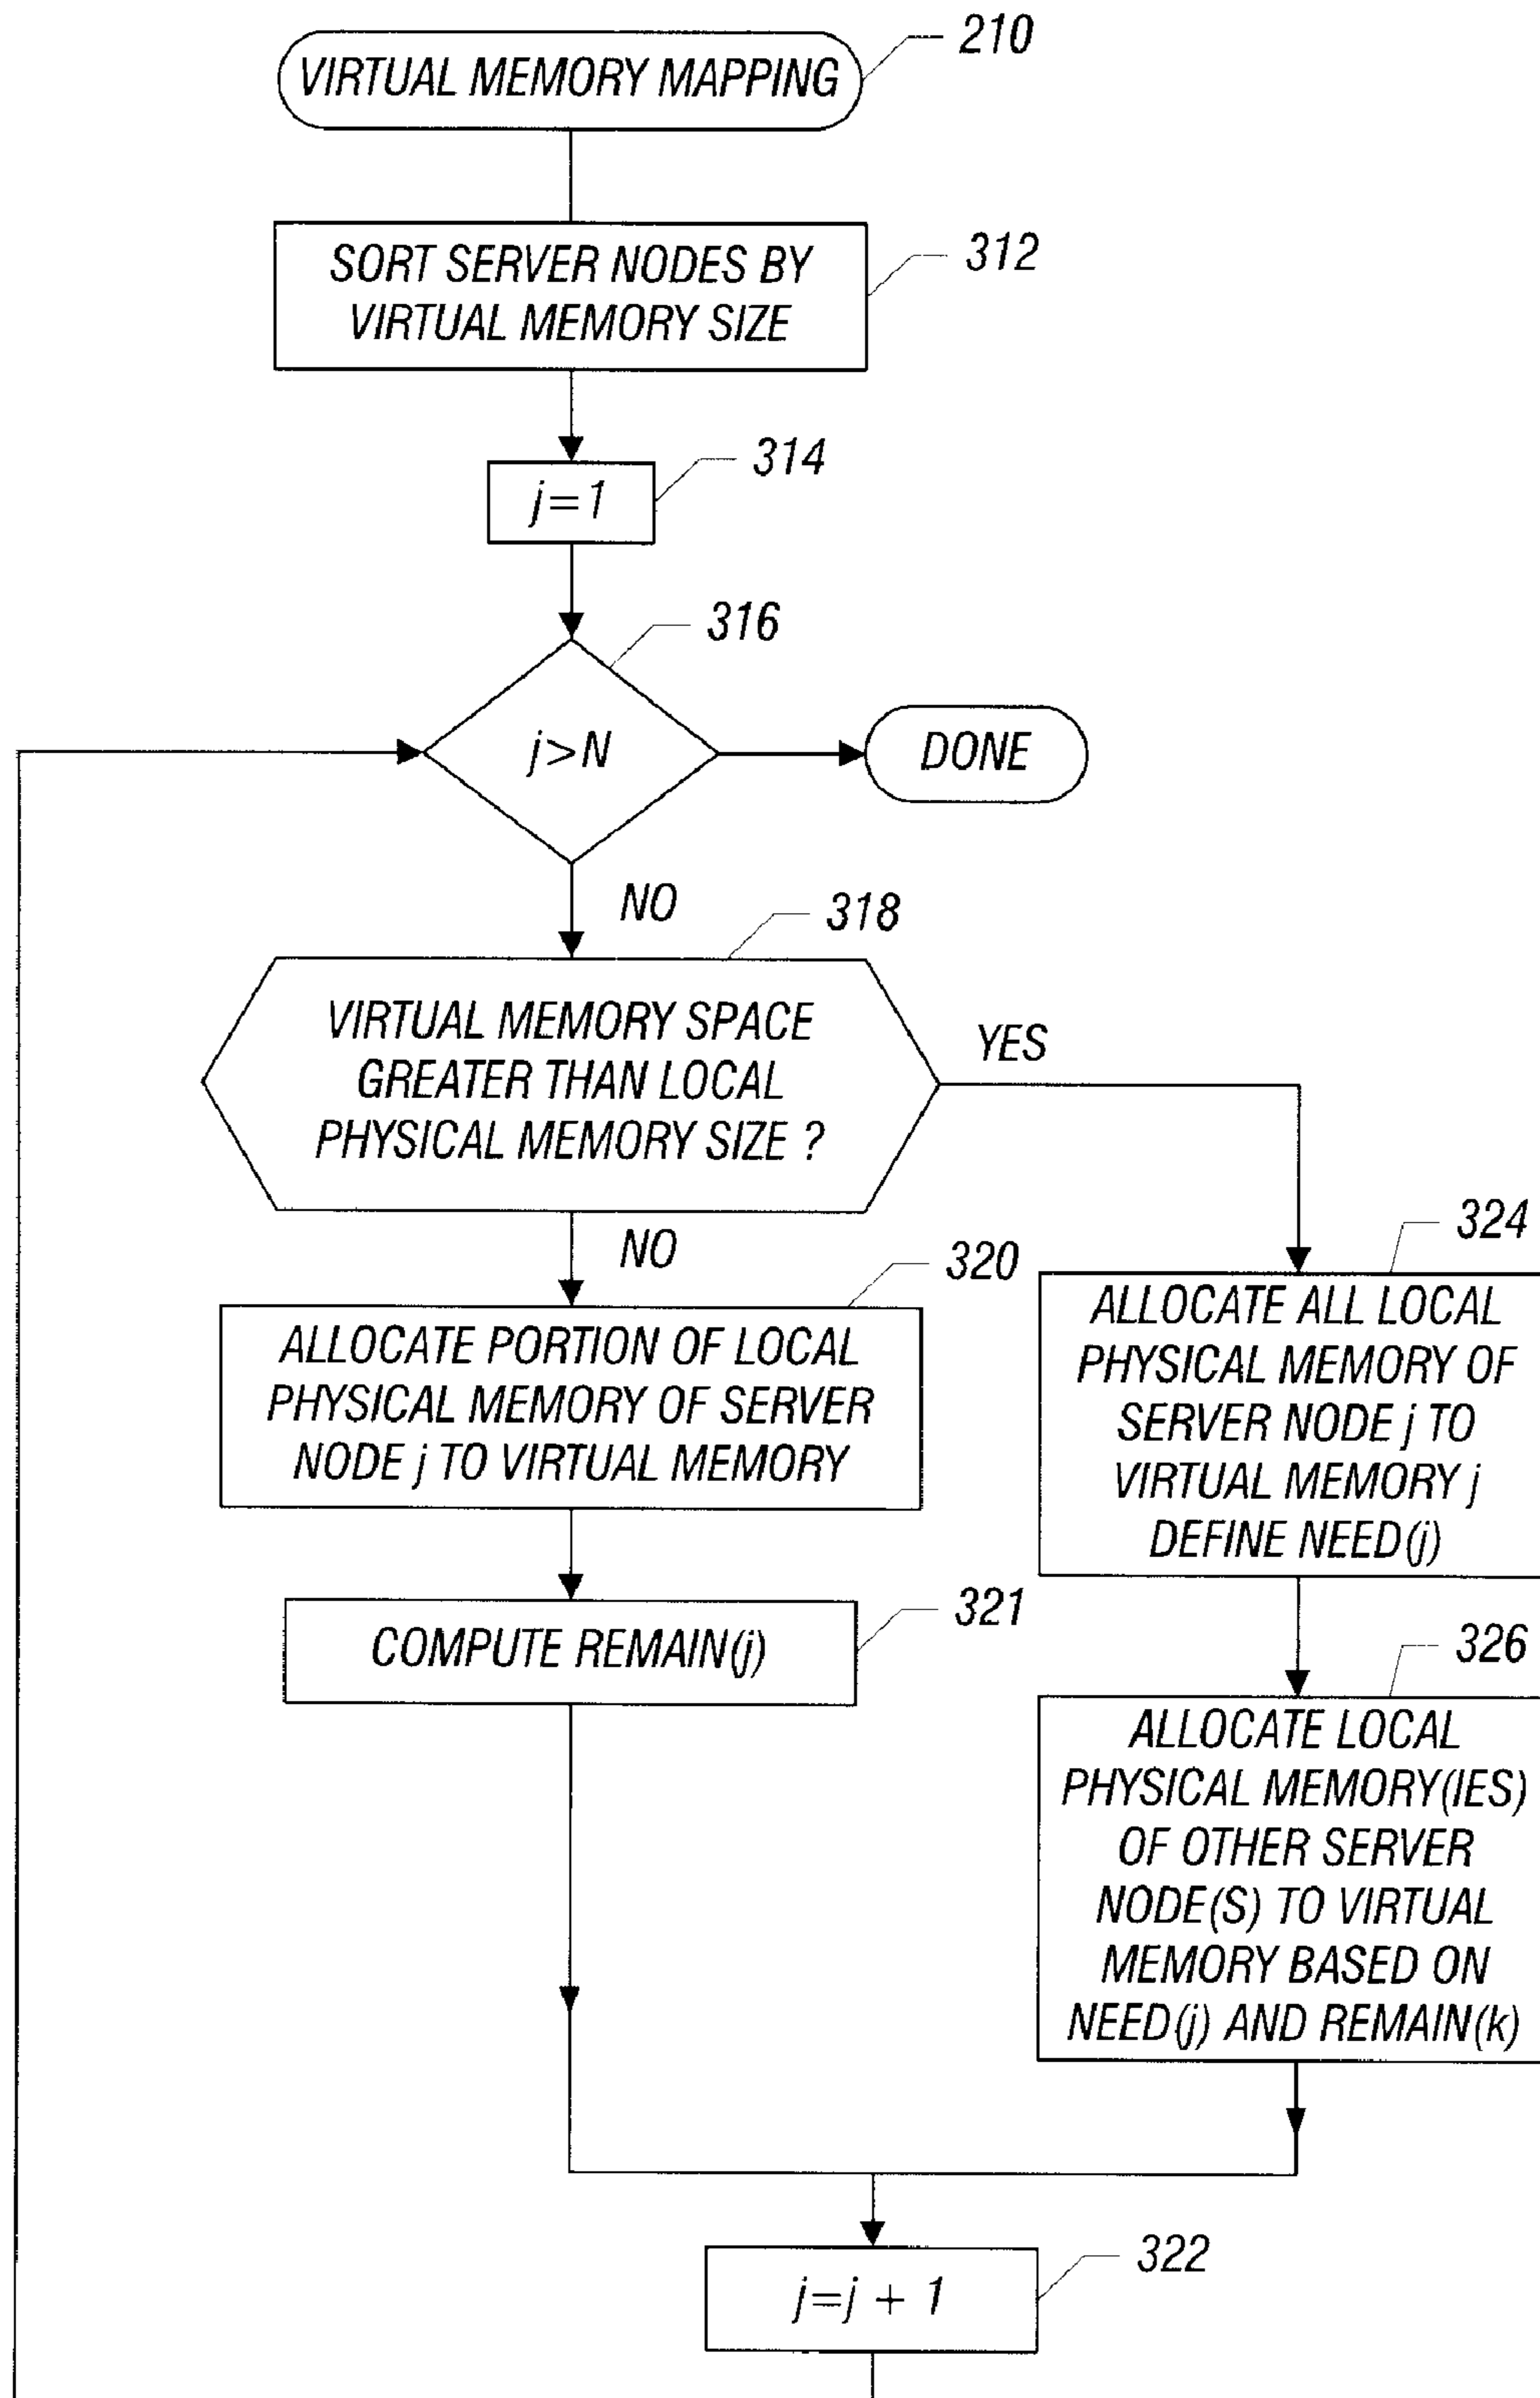 210
VIRTUAL MEMORY MAPPING
312
SORT SERVER NODES BY
VIRTUAL MEMORY SIZE
314
j=1
316
j>N
DONE
NO
318
VIRTUAL MEMORY SPACE
GREATER THAN LOCAL
PHYSICAL MEMORY SIZE ?
YES
NO
320
ALLOCATE PORTION OF LOCAL
PHYSICAL MEMORY OF SERVER
NODE j TO VIRTUAL MEMORY
324
ALLOCATE ALL LOCAL
PHYSICAL MEMORY OF
SERVER NODE j TO
VIRTUAL MEMORY j
DEFINE NEED(j)
321
COMPUTE REMAIN(j)
326
ALLOCATE LOCAL
PHYSICAL MEMORY(IES)
OF OTHER SERVER
NODE(S) TO VIRTUAL
MEMORY BASED ON
NEED(j) AND REMAIN(k)
322
j=j + 1